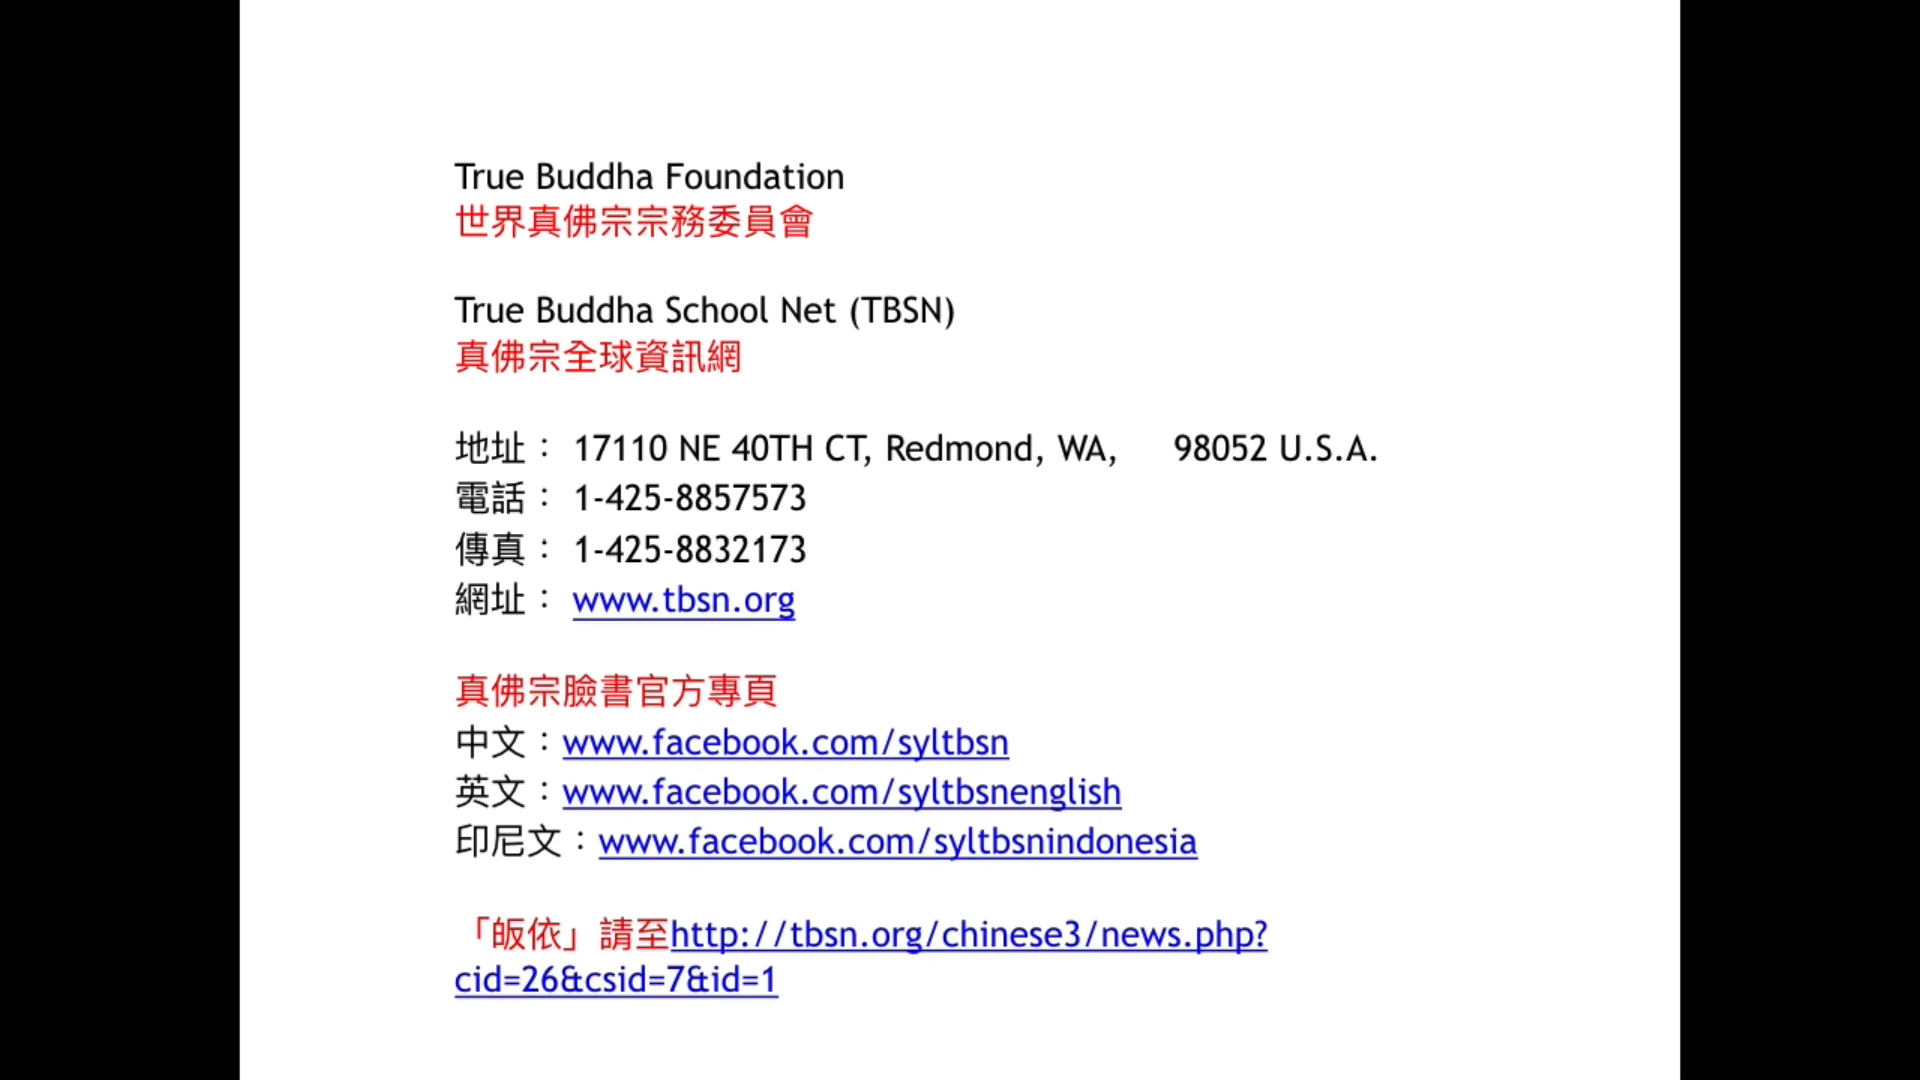 True Buddha Foundation
世界真佛宗宗務委員會
True Buddha School Net (TBSN)
真佛宗全球資訊網
地址： 17110 NE 40TH CT, Redmond, WA, 98052 U.S.A.
電話： 1-425-8857573
傳真： 1-425-8832173
網址： www.tbsn.org
真佛宗臉書官方專頁
中文：www.facebook.com/syltbsn
英文：www.facebook.com/syltbsnenglish
印尼文：www.facebook.com/syltbsnindonesia
「皈依」請至http://tbsn.org/chinese3/news.php?
cid=26&csid=7&id=1